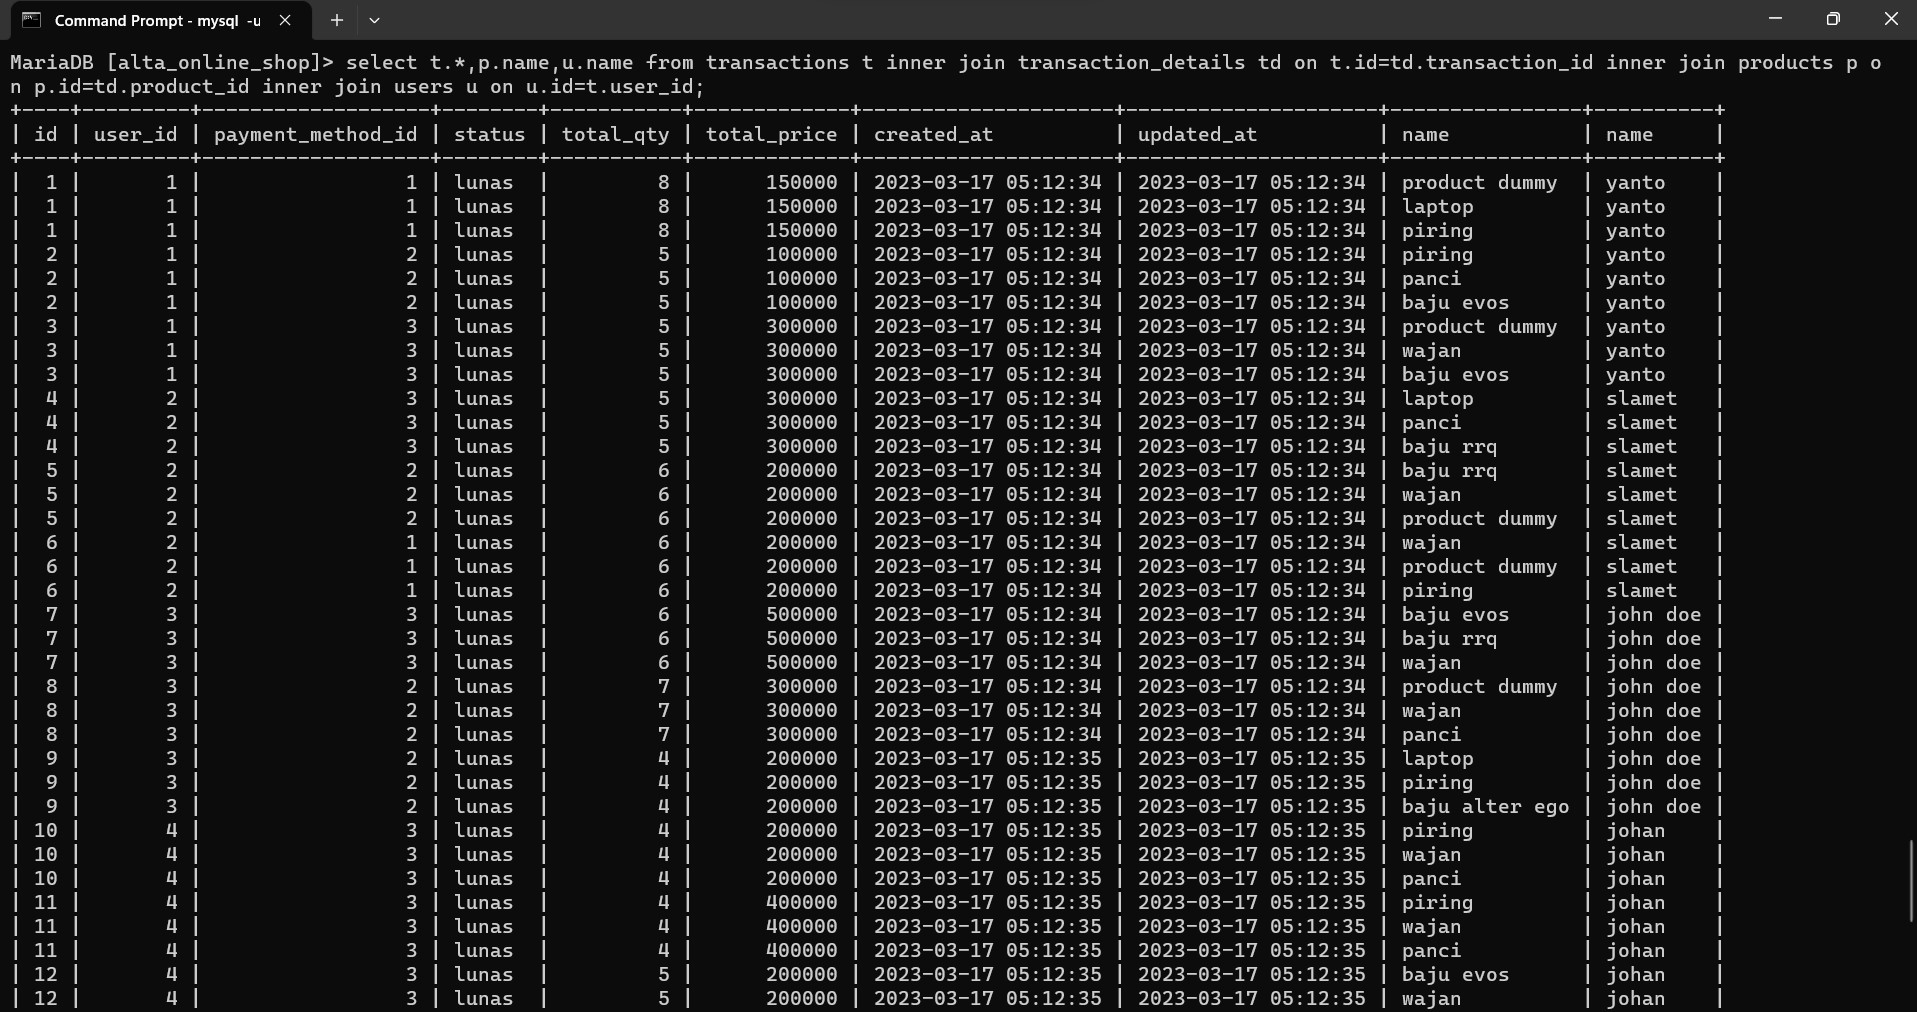 Command Prompt - mysql -u
MariaDB [alta_online_shop]> select t.*,p.name,u.name from transactions t inner join transaction_details td on t.id=td.transaction_id inner join products p o
n p.id=td.product_id inner join users u on u.id=t.user_id;
+----+---------+-------------------+--------+-----------+-------------+---------------------+---------------------+----------------+----------+
| id | user_id | payment_method_id | status | total_qty | total_price | created_at          | updated_at          | name           | name     |
+----+---------+-------------------+--------+-----------+-------------+---------------------+---------------------+----------------+----------+
|  1 |       1 |                 1 | lunas  |         8 |      150000 | 2023-03-17 05:12:34 | 2023-03-17 05:12:34 | product dummy  | yanto    |
|  1 |       1 |                 1 | lunas  |         8 |      150000 | 2023-03-17 05:12:34 | 2023-03-17 05:12:34 | laptop         | yanto    |
|  1 |       1 |                 1 | lunas  |         8 |      150000 | 2023-03-17 05:12:34 | 2023-03-17 05:12:34 | piring         | yanto    |
|  2 |       1 |                 2 | lunas  |         5 |      100000 | 2023-03-17 05:12:34 | 2023-03-17 05:12:34 | piring         | yanto    |
|  2 |       1 |                 2 | lunas  |         5 |      100000 | 2023-03-17 05:12:34 | 2023-03-17 05:12:34 | panci          | yanto    |
|  2 |       1 |                 2 | lunas  |         5 |      100000 | 2023-03-17 05:12:34 | 2023-03-17 05:12:34 | baju evos      | yanto    |
|  3 |       1 |                 3 | lunas  |         5 |      300000 | 2023-03-17 05:12:34 | 2023-03-17 05:12:34 | product dummy  | yanto    |
|  3 |       1 |                 3 | lunas  |         5 |      300000 | 2023-03-17 05:12:34 | 2023-03-17 05:12:34 | wajan          | yanto    |
|  3 |       1 |                 3 | lunas  |         5 |      300000 | 2023-03-17 05:12:34 | 2023-03-17 05:12:34 | baju evos      | yanto    |
|  4 |       2 |                 3 | lunas  |         5 |      300000 | 2023-03-17 05:12:34 | 2023-03-17 05:12:34 | laptop         | slamet   |
|  4 |       2 |                 3 | lunas  |         5 |      300000 | 2023-03-17 05:12:34 | 2023-03-17 05:12:34 | panci          | slamet   |
|  4 |       2 |                 3 | lunas  |         5 |      300000 | 2023-03-17 05:12:34 | 2023-03-17 05:12:34 | baju rrq       | slamet   |
|  5 |       2 |                 2 | lunas  |         6 |      200000 | 2023-03-17 05:12:34 | 2023-03-17 05:12:34 | baju rrq       | slamet   |
|  5 |       2 |                 2 | lunas  |         6 |      200000 | 2023-03-17 05:12:34 | 2023-03-17 05:12:34 | wajan          | slamet   |
|  5 |       2 |                 2 | lunas  |         6 |      200000 | 2023-03-17 05:12:34 | 2023-03-17 05:12:34 | product dummy  | slamet   |
|  6 |       2 |                 1 | lunas  |         6 |      200000 | 2023-03-17 05:12:34 | 2023-03-17 05:12:34 | wajan          | slamet   |
|  6 |       2 |                 1 | lunas  |         6 |      200000 | 2023-03-17 05:12:34 | 2023-03-17 05:12:34 | product dummy  | slamet   |
|  6 |       2 |                 1 | lunas  |         6 |      200000 | 2023-03-17 05:12:34 | 2023-03-17 05:12:34 | piring         | slamet   |
|  7 |       3 |                 3 | lunas  |         6 |      500000 | 2023-03-17 05:12:34 | 2023-03-17 05:12:34 | baju evos      | john doe |
|  7 |       3 |                 3 | lunas  |         6 |      500000 | 2023-03-17 05:12:34 | 2023-03-17 05:12:34 | baju rrq       | john doe |
|  7 |       3 |                 3 | lunas  |         6 |      500000 | 2023-03-17 05:12:34 | 2023-03-17 05:12:34 | wajan          | john doe |
|  8 |       3 |                 2 | lunas  |         7 |      300000 | 2023-03-17 05:12:34 | 2023-03-17 05:12:34 | product dummy  | john doe |
|  8 |       3 |                 2 | lunas  |         7 |      300000 | 2023-03-17 05:12:34 | 2023-03-17 05:12:34 | wajan          | john doe |
|  8 |       3 |                 2 | lunas  |         7 |      300000 | 2023-03-17 05:12:34 | 2023-03-17 05:12:34 | panci          | john doe |
|  9 |       3 |                 2 | lunas  |         4 |      200000 | 2023-03-17 05:12:35 | 2023-03-17 05:12:35 | laptop         | john doe |
|  9 |       3 |                 2 | lunas  |         4 |      200000 | 2023-03-17 05:12:35 | 2023-03-17 05:12:35 | piring         | john doe |
|  9 |       3 |                 2 | lunas  |         4 |      200000 | 2023-03-17 05:12:35 | 2023-03-17 05:12:35 | baju alter ego | john doe |
| 10 |       4 |                 3 | lunas  |         4 |      200000 | 2023-03-17 05:12:35 | 2023-03-17 05:12:35 | piring         | johan    |
| 10 |       4 |                 3 | lunas  |         4 |      200000 | 2023-03-17 05:12:35 | 2023-03-17 05:12:35 | wajan          | johan    |
| 10 |       4 |                 3 | lunas  |         4 |      200000 | 2023-03-17 05:12:35 | 2023-03-17 05:12:35 | panci          | johan    |
| 11 |       4 |                 3 | lunas  |         4 |      400000 | 2023-03-17 05:12:35 | 2023-03-17 05:12:35 | piring         | johan    |
| 11 |       4 |                 3 | lunas  |         4 |      400000 | 2023-03-17 05:12:35 | 2023-03-17 05:12:35 | wajan          | johan    |
| 11 |       4 |                 3 | lunas  |         4 |      400000 | 2023-03-17 05:12:35 | 2023-03-17 05:12:35 | panci          | johan    |
| 12 |       4 |                 3 | lunas  |         5 |      200000 | 2023-03-17 05:12:35 | 2023-03-17 05:12:35 | baju evos      | johan    |
| 12 |       4 |                 3 | lunas  |         5 |      200000 | 2023-03-17 05:12:35 | 2023-03-17 05:12:35 | wajan          | johan    |